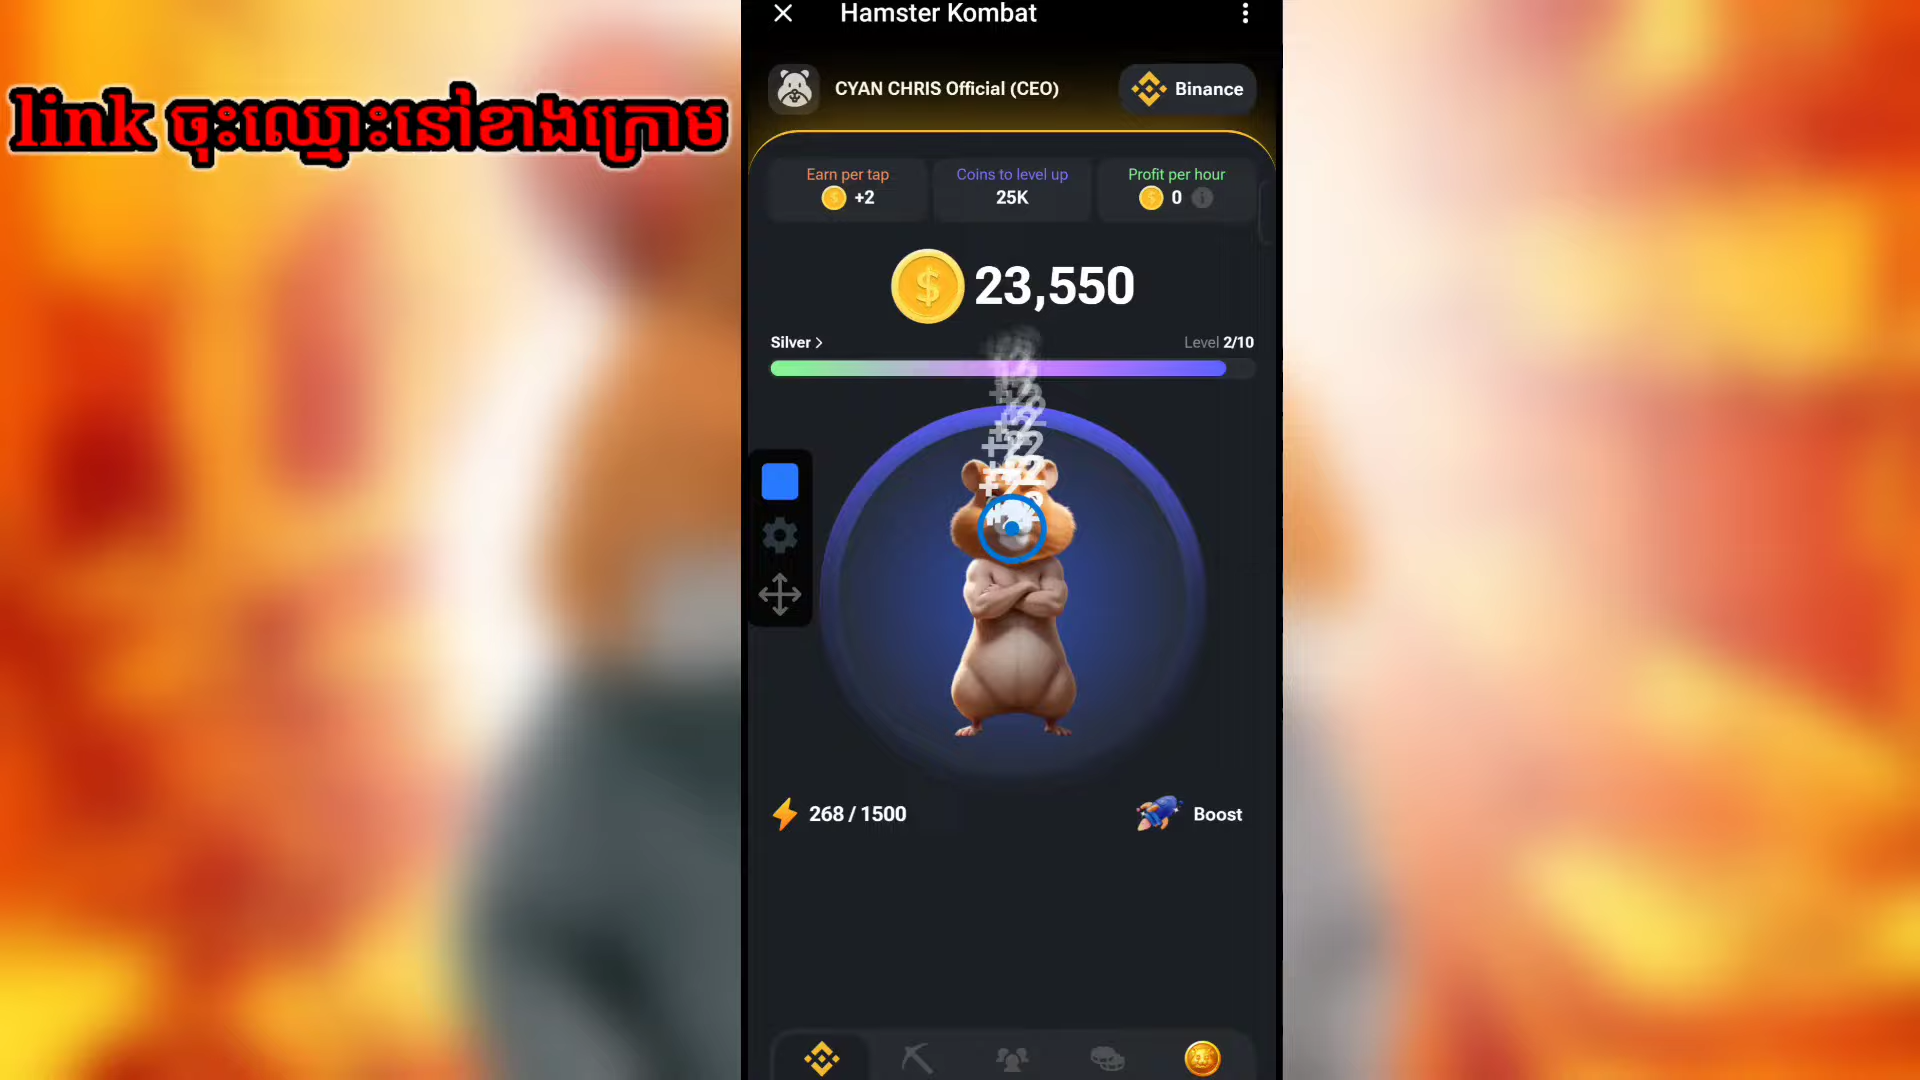 Hamster Kombat
link ចុះឈ្មោះនៅខាងក្រោម
CYAN CHRIS Official (CEO)
Binance
Earn per tap
+2
Coins to level up
25K
Profit per hour
0
23,550
Silver
Level 2/10
+2
268 / 1500
Boost